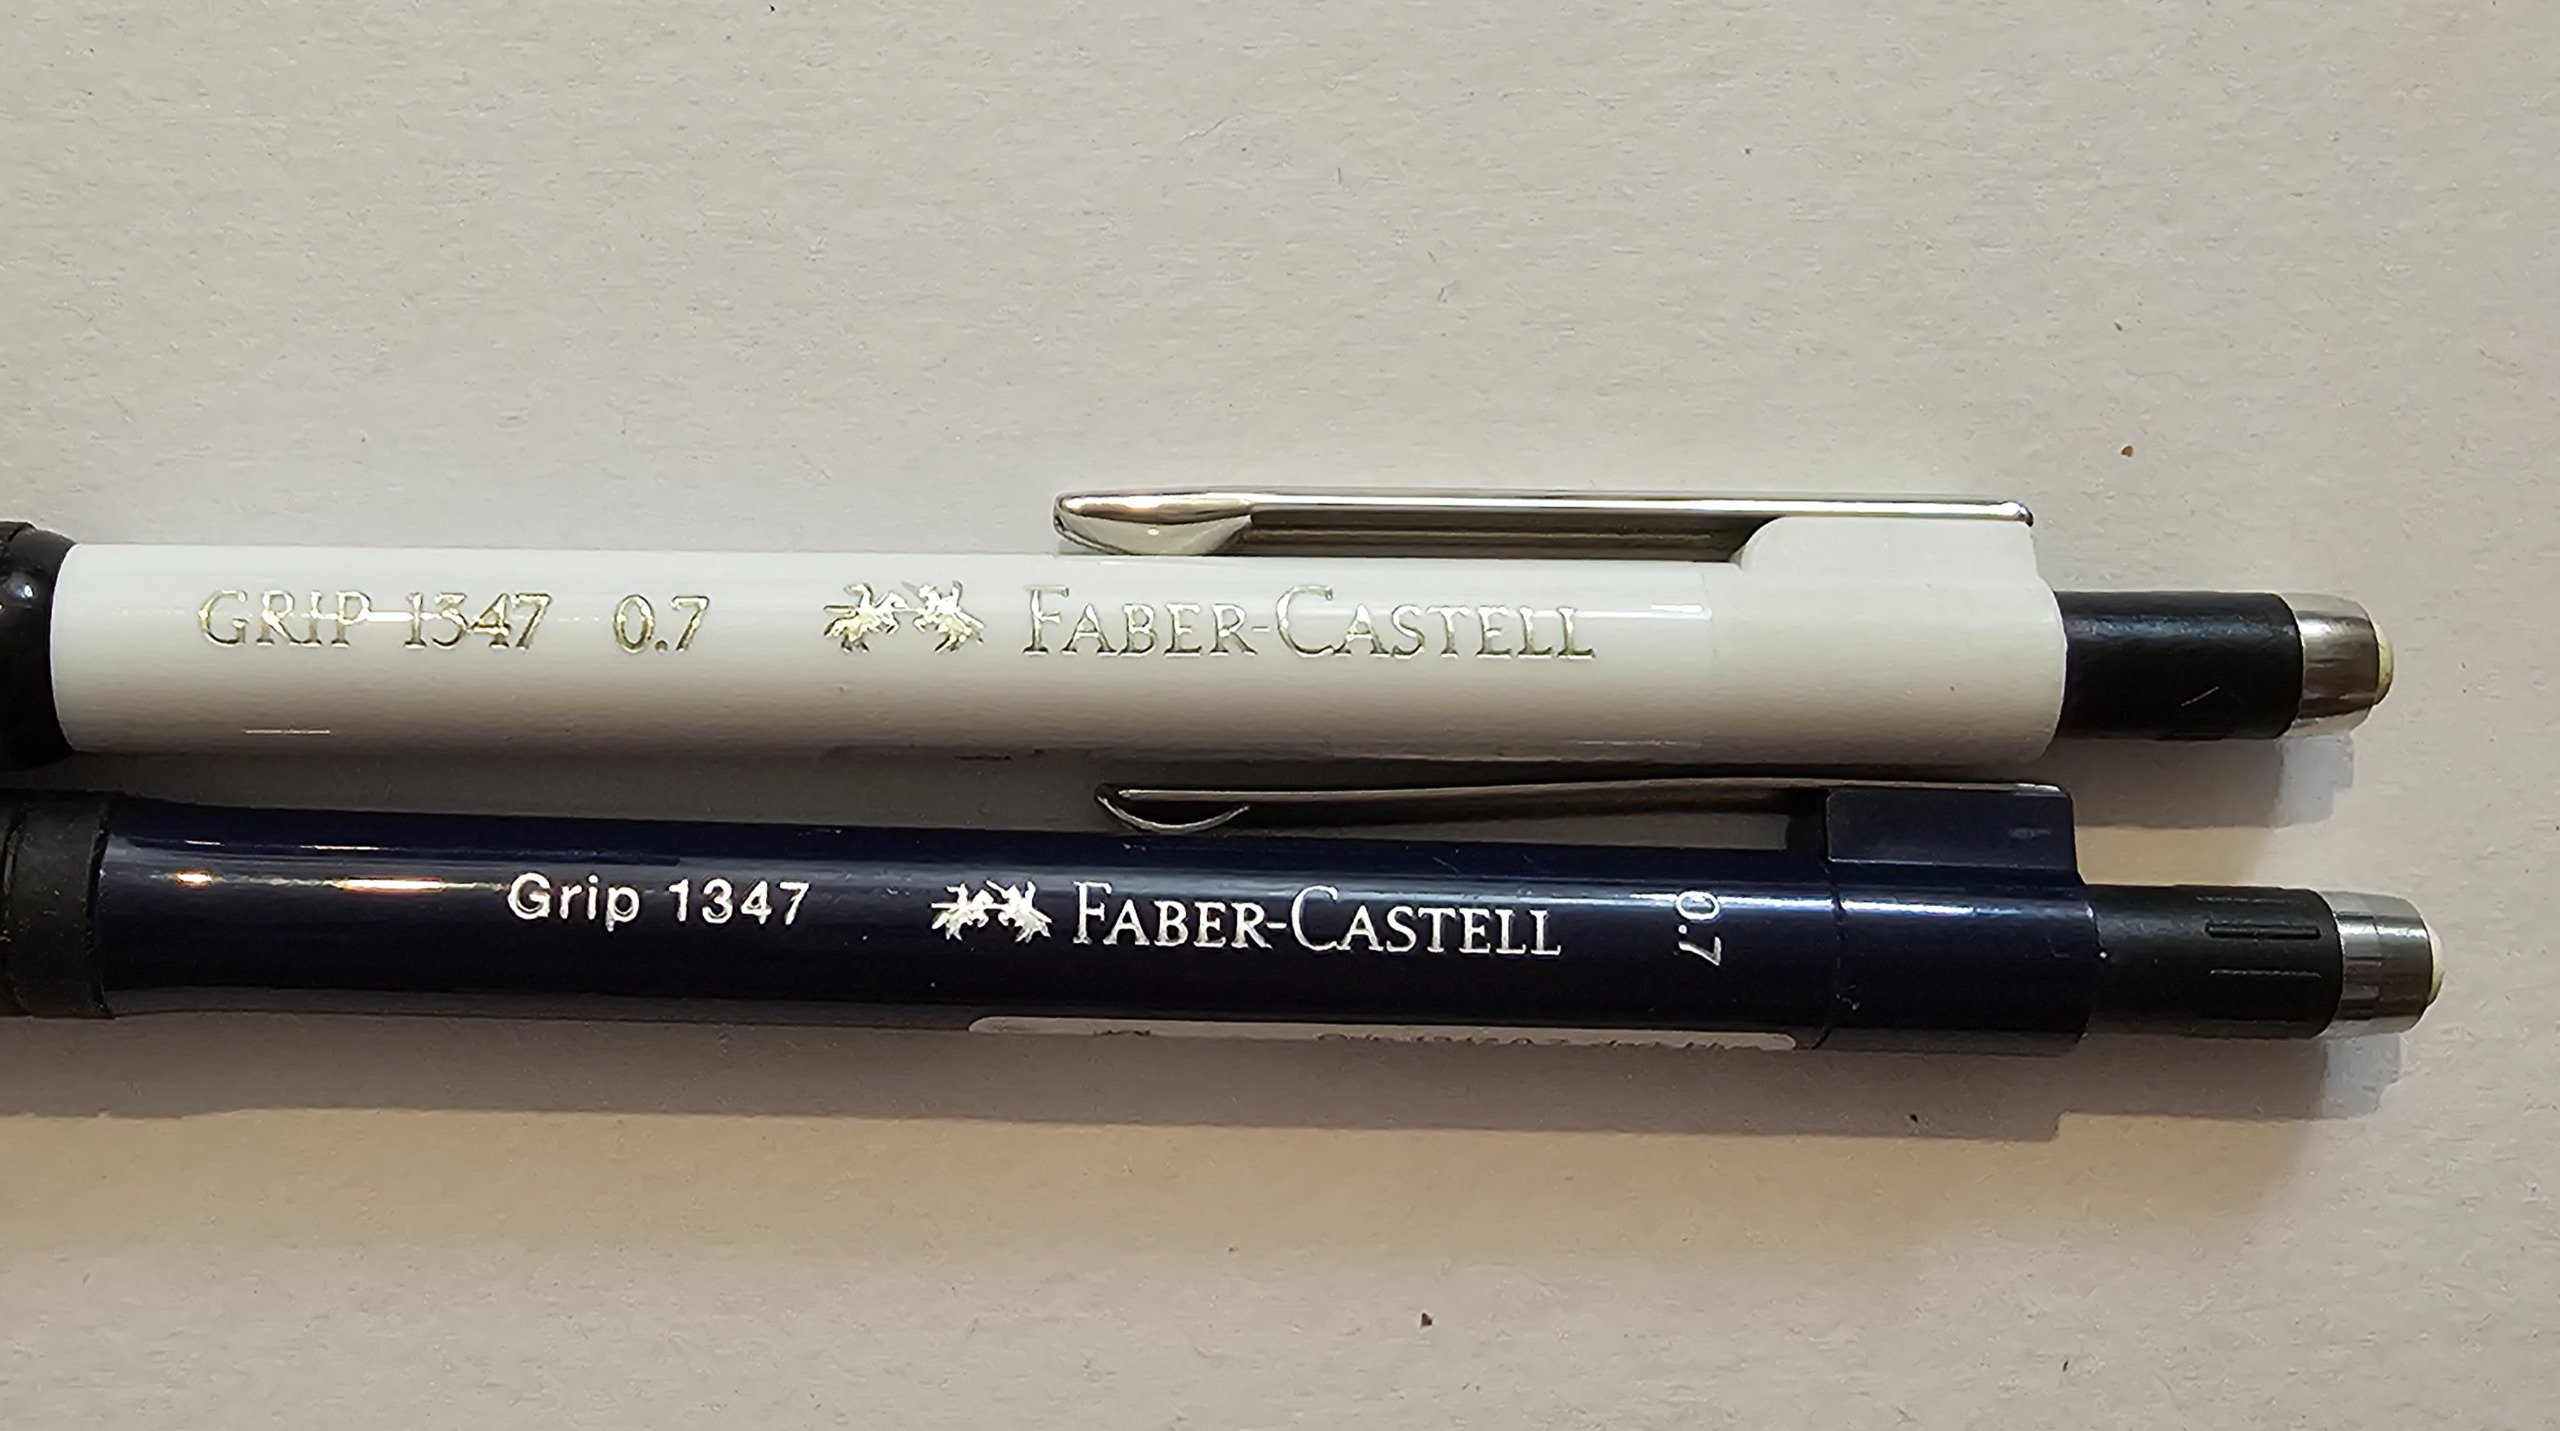 GRIP 1347 0.7 FABER-CASTELL
Grip 1347 FABER-CASTELL 0.7